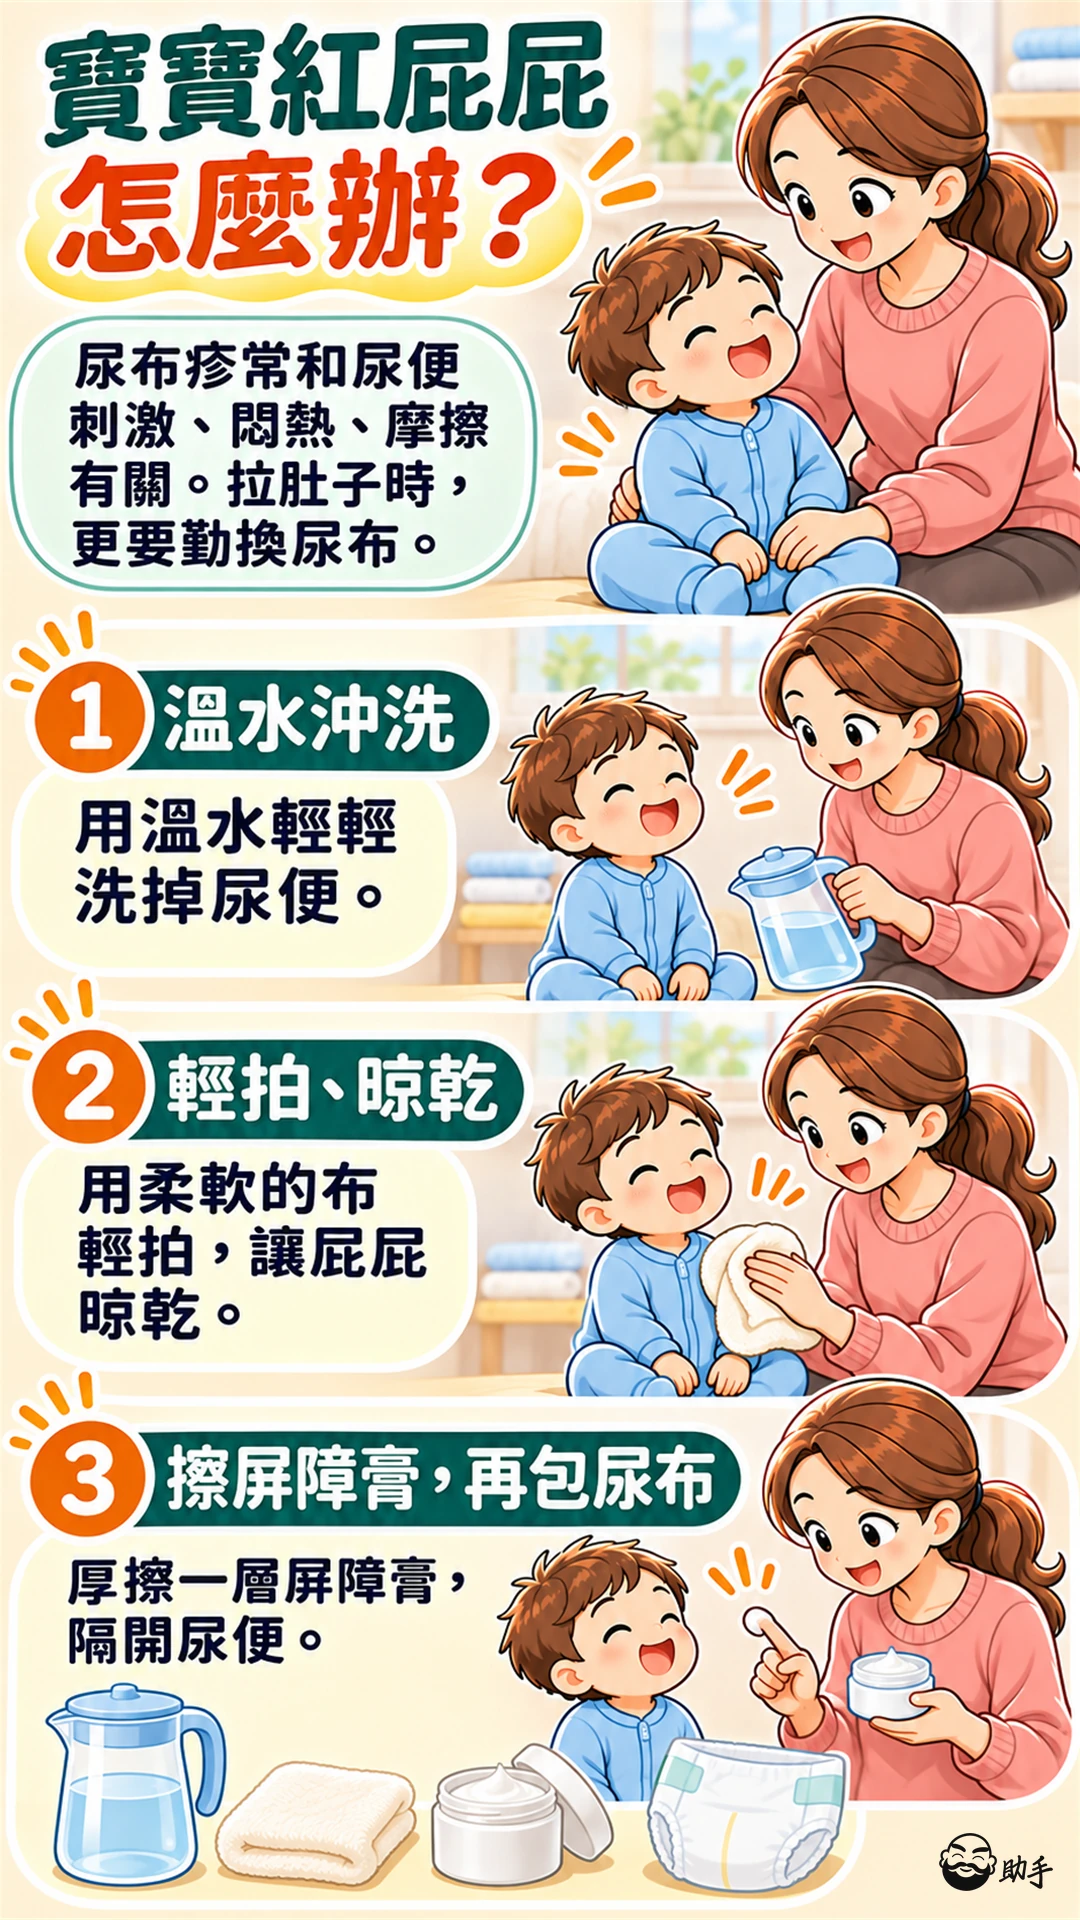 寶寶紅屁屁
怎麼辦？
尿布疹常和尿便
刺激、悶熱、摩擦
有關。拉肚子時，
更要勤換尿布。
1 溫水沖洗
用溫水輕輕
洗掉尿便。
2 輕拍、晾乾
用柔軟的布
輕拍，讓屁屁
晾乾。
3 擦屏障膏，再包尿布
厚擦一層屏障膏，
隔開尿便。
助手